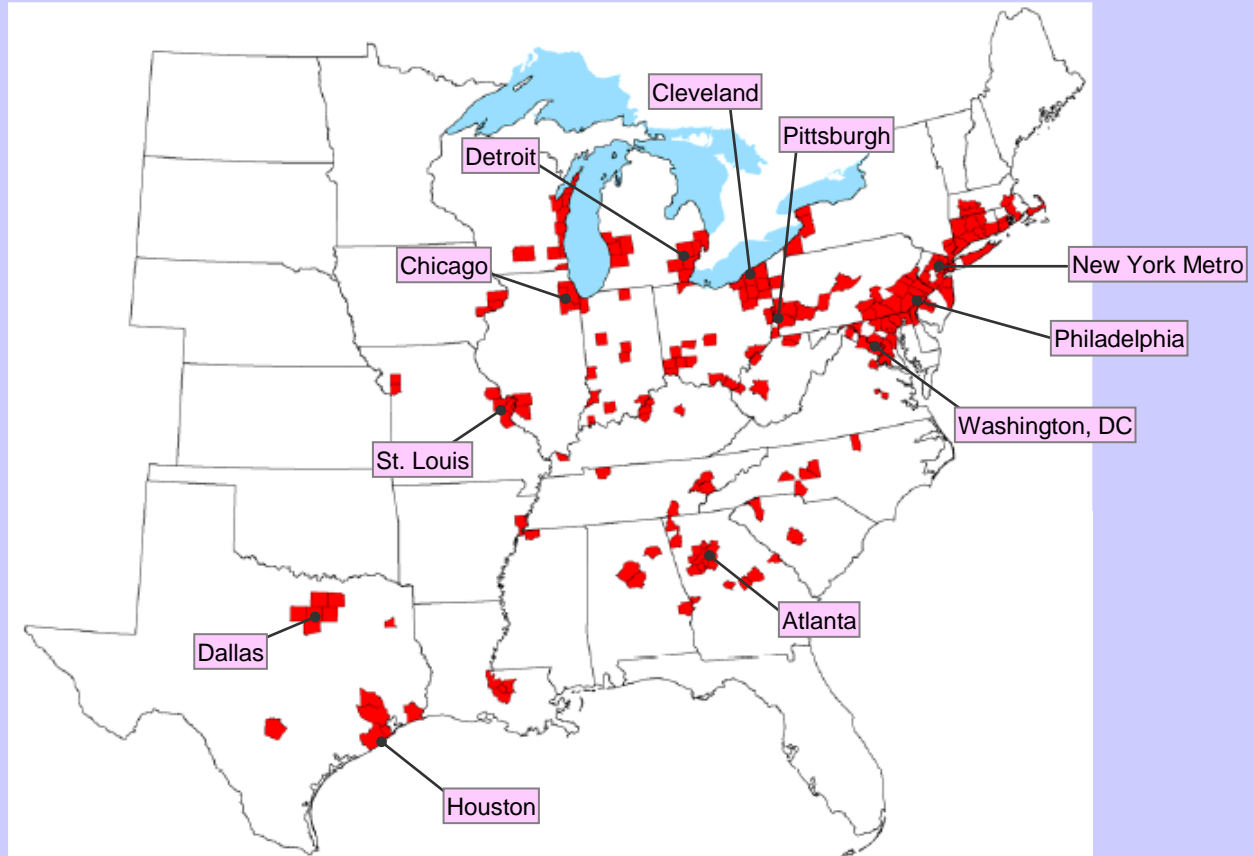 Cleveland
Pittsburgh
Detroit
Chicago
New York Metro
Philadelphia
Washington, DC
St. Louis
Atlanta
Dallas
Houston